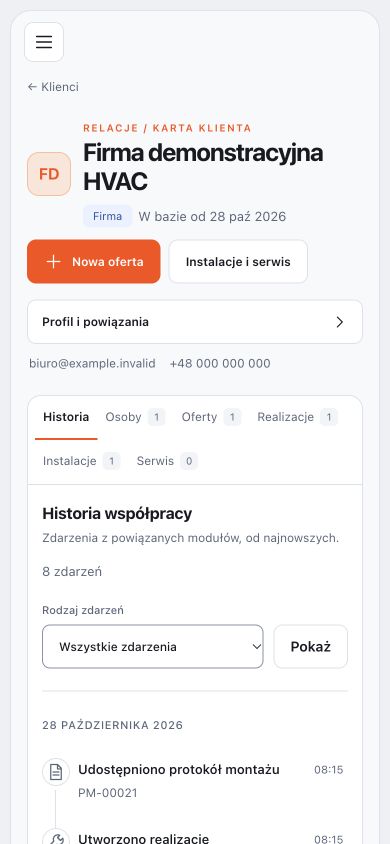 ← Klienci
RELACJE / KARTA KLIENTA
FD
Firma demonstracyjna
HVAC
Firma W bazie od 28 paź 2026
Nowa oferta
Instalacje i serwis
Profil i powiązania
biuro@example.invalid +48 000 000 000
Historia Osoby 1 Oferty 1 Realizacje 1
Instalacje 1 Serwis 0
Historia współpracy
Zdarzenia z powiązanych modułów, od najnowszych.
8 zdarzeń
Rodzaj zdarzeń
Wszystkie zdarzenia
Pokaż
28 PAŹDZIERNIKA 2026
Udostępniono protokół montażu 08:15
PM-00021
Utworzono realizację 08:15